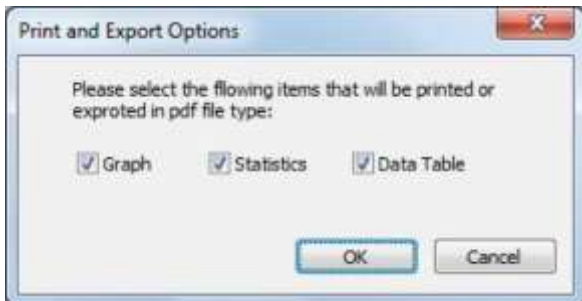 Print and Export Options
Please select the fllowing items that will be printed or
exproted in pdf file type:
Graph Statistics Data Table
OK Cancel